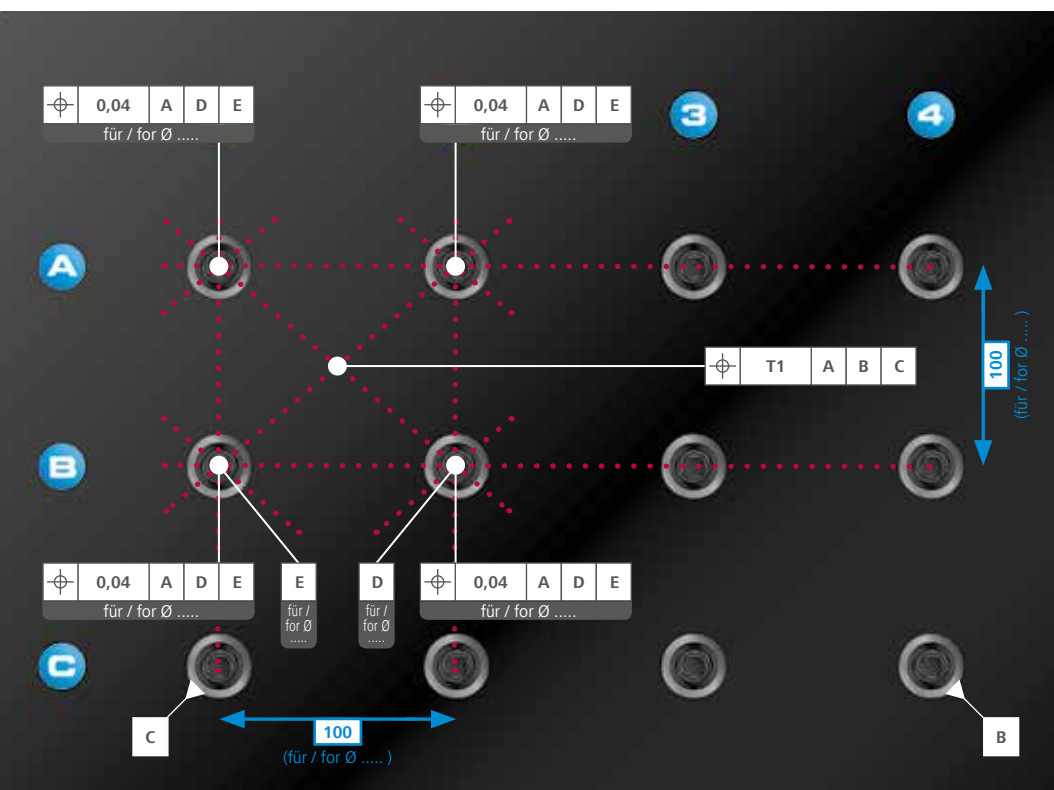 0,04 A D E
für / for Ø .....
0,04 A D E
für / for Ø .....
3
4
A
T1 A B C
100
(für / for Ø ..... )
B
0,04 A D E
für / for Ø .....
E
für /
for Ø
.....
D
für /
for Ø
.....
0,04 A D E
für / for Ø .....
C
C
100
(für / for Ø ..... )
B